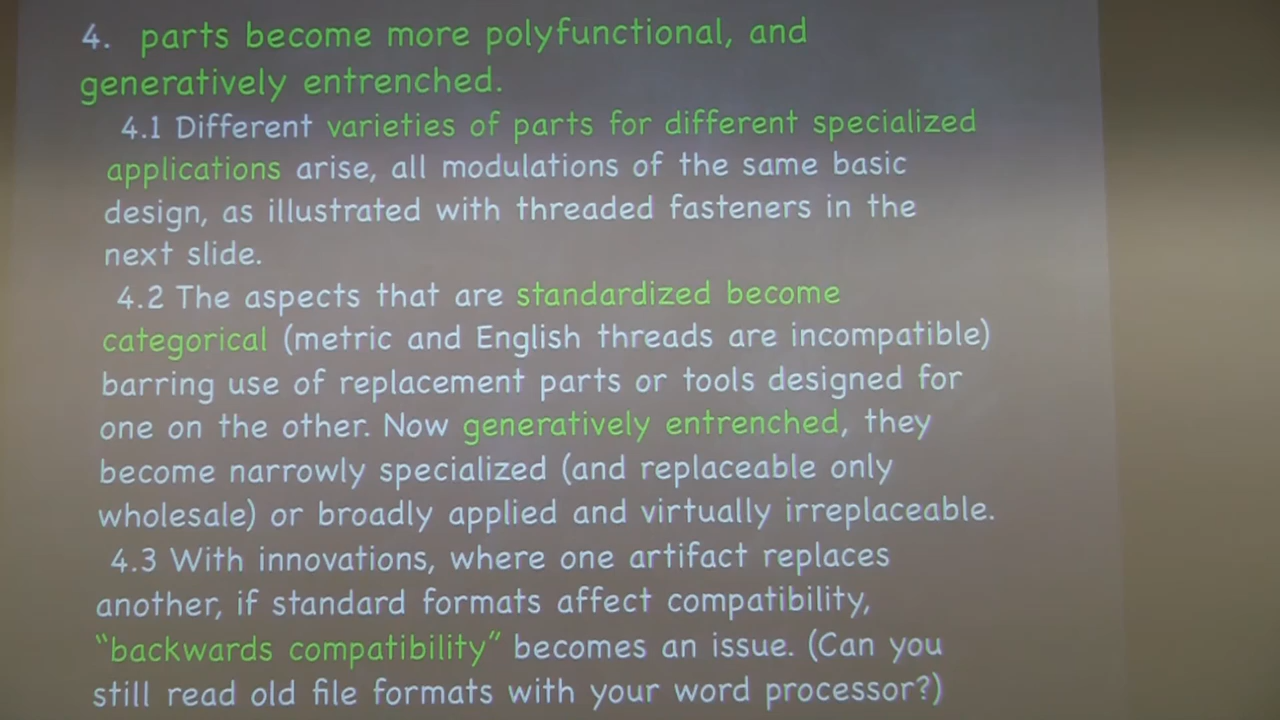 4. parts become more polyfunctional, and
generatively entrenched.
4.1 Different varieties of parts for different specialized
applications arise, all modulations of the same basic
design, as illustrated with threaded fasteners in the
next slide.
4.2 The aspects that are standardized become
categorical (metric and English threads are incompatible)
barring use of replacement parts or tools designed for
one on the other. Now generatively entrenched, they
become narrowly specialized (and replaceable only
wholesale) or broadly applied and virtually irreplaceable.
4.3 With innovations, where one artifact replaces
another, if standard formats affect compatibility,
“backwards compatibility” becomes an issue. (Can you
still read old file formats with your word processor?)